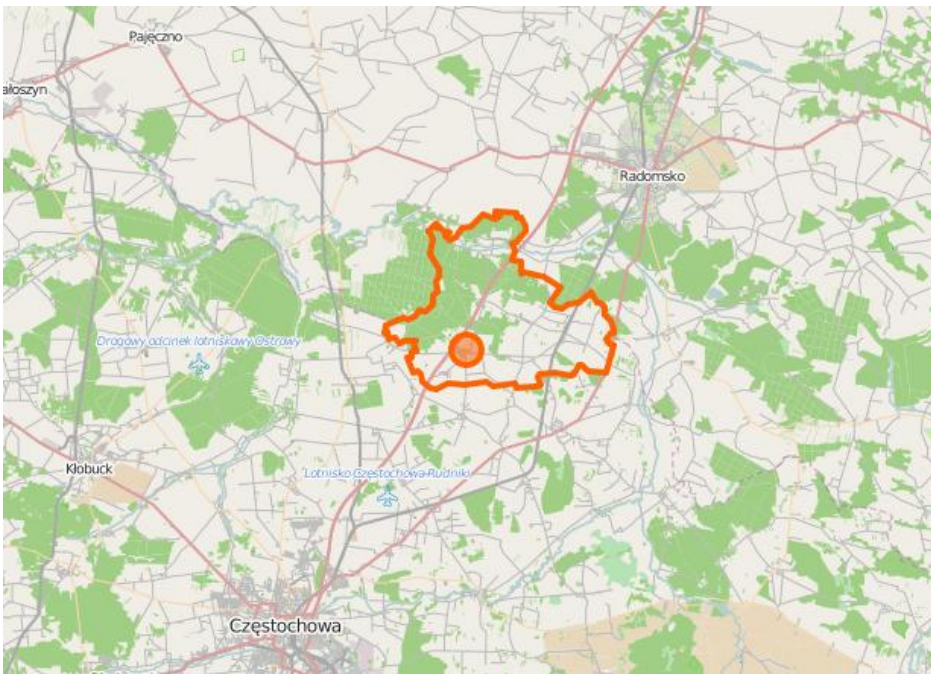 Pajęczno
ałoszyn
Radomsko
Drogowy odcinek lotniskowy Ostrowy
Kłobuck
Lotnisko Częstochowa-Rudniki
Częstochowa